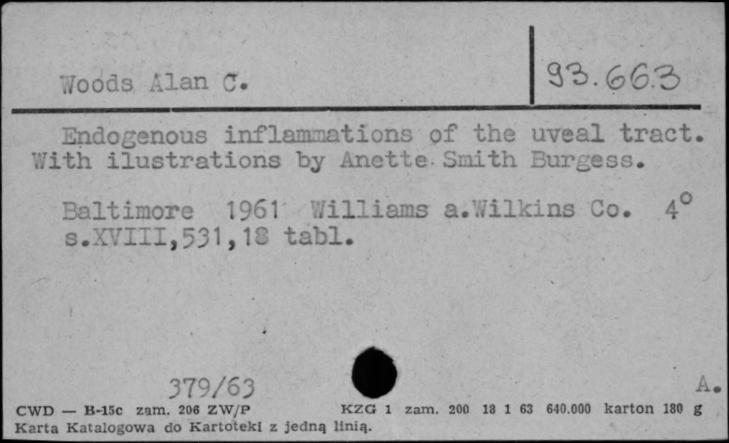 Woods Alan C.
93.663
Endogenous inflammations of the uveal tract.
With ilustrations by Anette Smith Burgess.
Baltimore 1961 Williams a.Wilkins Co. 4°
s.XVIII,531,18 tabl.
379/63
A.
CWD — B-15c zam. 206 ZW/P KZG 1 zam. 200 18 1 63 640.000 karton 180 g
Karta Katalogowa do Kartoteki z jedną linią.